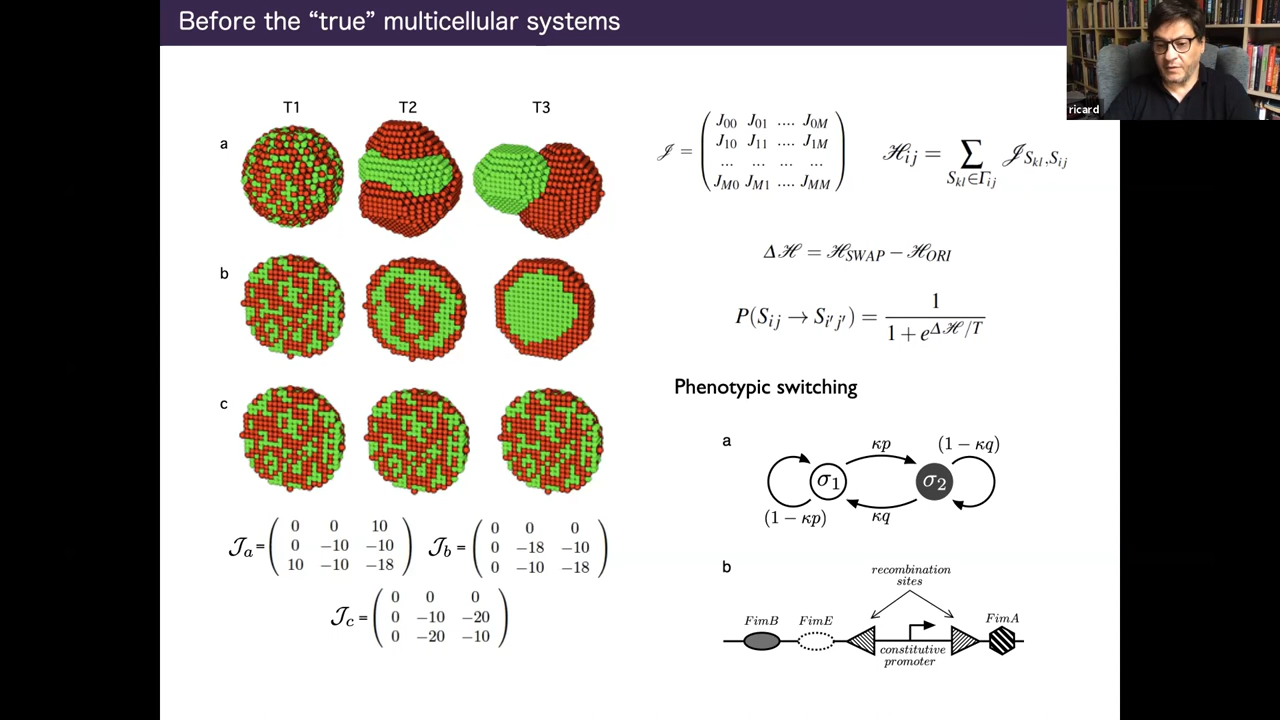 Before the “true” multicellular systems
ricard
T1 T2 T3
a
b
c
𝒥a = ( 0 0 10
0 −10 −10
10 −10 −18 )
𝒥b = ( 0 0 0
0 −18 −10
0 −10 −18 )
𝒥c = ( 0 0 0
0 −10 −20
0 −20 −10 )
𝒥 = ( J00 J01 .... J0M
J10 J11 .... J1M
... ... ... ...
JM0 JM1 .... JMM )
ℋij = ∑ Skl∈Γij 𝒥Skl,Sij
Δℋ = ℋSWAP − ℋORI
P(Sij → Si′j′) = 1 / 1 + e^Δℋ/T
Phenotypic switching
a
κp (1 − κq)
σ1 σ2
(1 − κp) κq
b
recombination
sites
FimB FimE FimA
constitutive
promoter